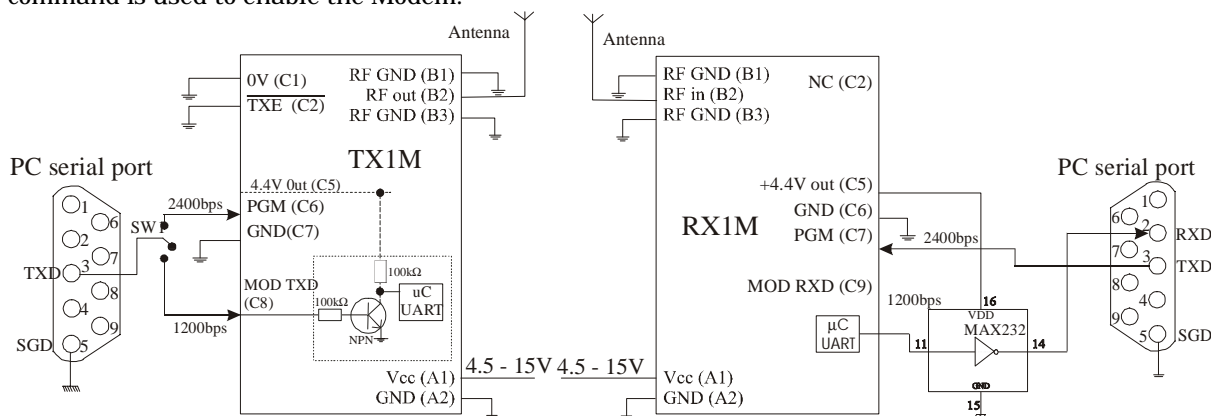 command is used to enable the Modem.
Antenna
Antenna
0V (C1)
TXE (C2)
RF GND (B1)
RF out (B2)
RF GND (B3)
TX1M
RF GND (B1)
RF in (B2)
RF GND (B3)
NC (C2)
RX1M
PC serial port
1
6
2
7
TXD
3
8
4
9
SGD
5
SW1
2400bps
1200bps
4.4V 0ut (C5)
PGM (C6)
GND(C7)
MOD TXD
(C8)
100kΩ
100kΩ
NPN
uC
UART
Vcc (A1)
GND (A2)
4.5 - 15V
4.5 - 15V
Vcc (A1)
GND (A2)
+4.4V out (C5)
GND (C6)
PGM (C7)
2400bps
MOD RXD (C9)
1200bps
µC
UART
11
16
VDD
MAX232
14
GND
15
PC serial port
1
6
2
RXD
7
3
TXD
8
4
9
5
SGD